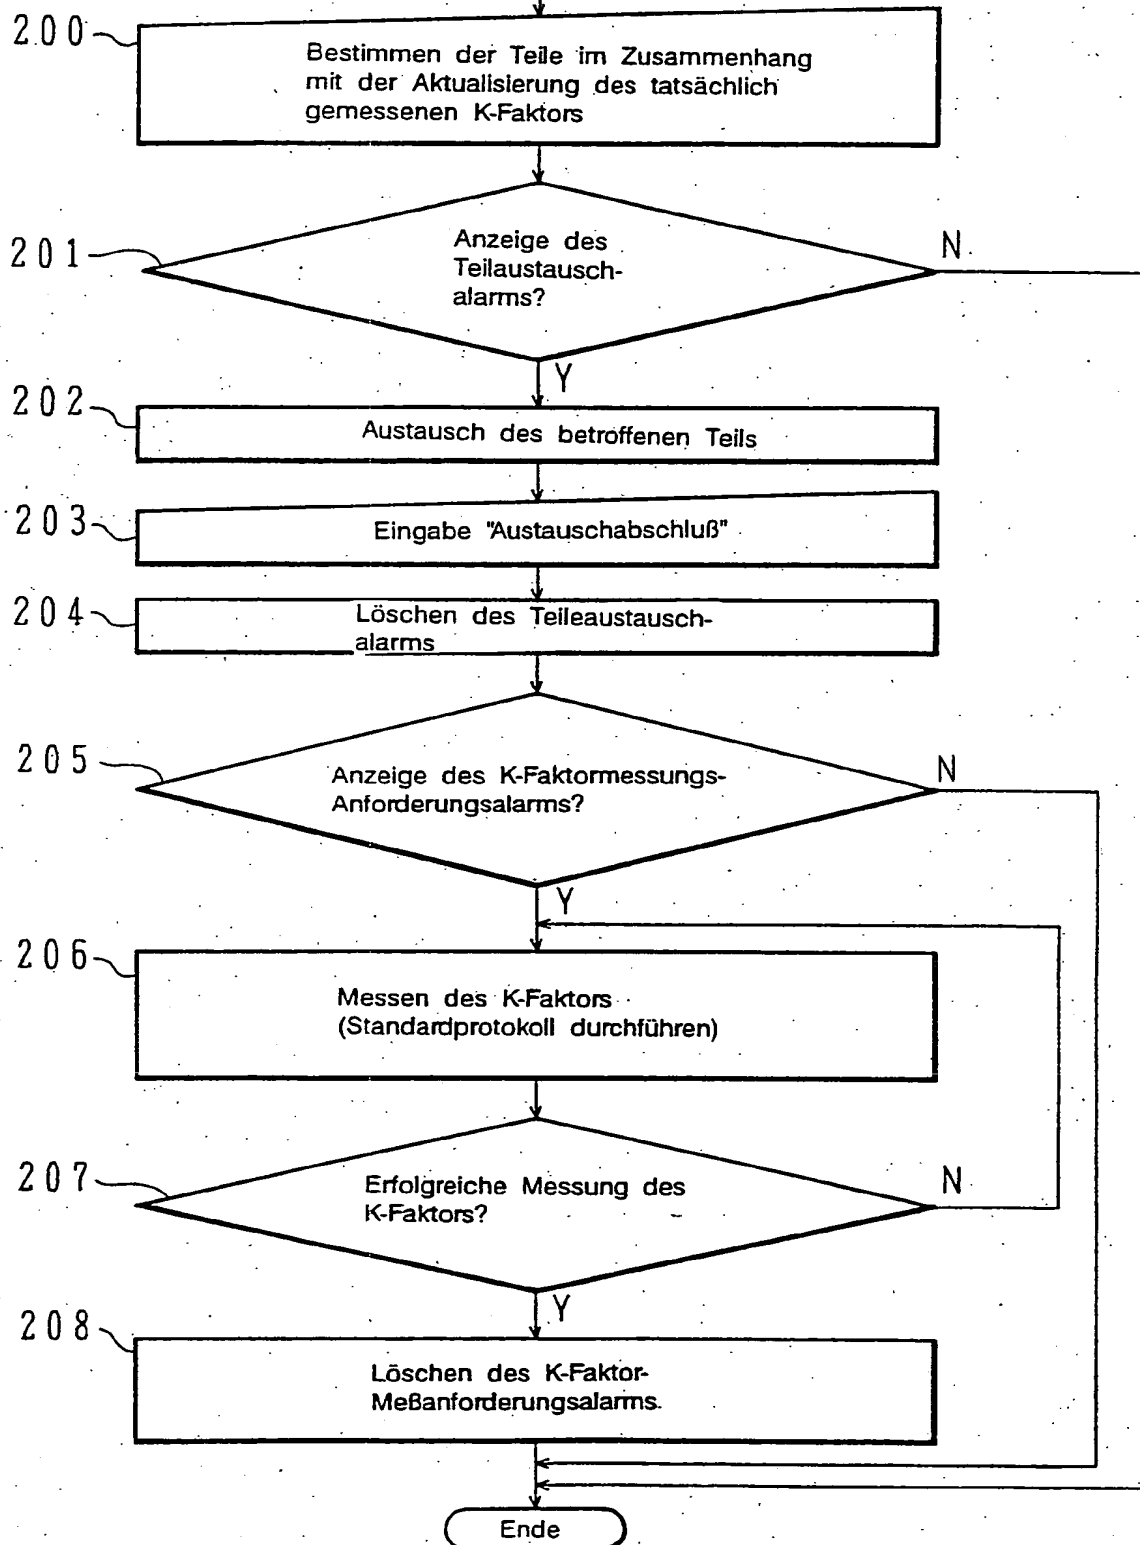 200
Bestimmen der Teile im Zusammenhang
mit der Aktualisierung des tatsächlich
gemessenen K-Faktors
201
Anzeige des
Teilaustausch-
alarms?
N
Y
202
Austausch des betroffenen Teils
203
Eingabe "Austauschabschluß"
204
Löschen des Teileaustausch-
alarms
205
Anzeige des K-Faktormessungs-
Anforderungsalarms?
N
Y
206
Messen des K-Faktors
(Standardprotokoll durchführen)
207
Erfolgreiche Messung des
K-Faktors?
N
Y
208
Löschen des K-Faktor-
Meßanforderungsalarms.
Ende